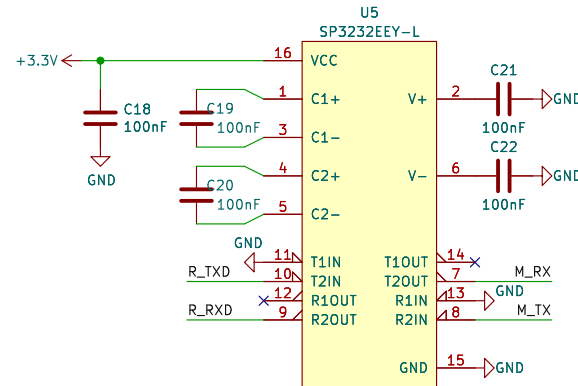 U5
SP3232EEY-L
+3.3V
16 VCC
C18
100nF
GND
1 C1+
C19
100nF
3 C1-
4 C2+
C20
100nF
5 C2-
V+ 2
C21
100nF
GND
V- 6
C22
100nF
GND
GND
11 T1IN
T1OUT 14
R_TXD 10 T2IN
T2OUT 7 M_RX
12 R1OUT
R1IN 13 GND
R_RXD 9 R2OUT
R2IN 8 M_TX
GND 15 GND